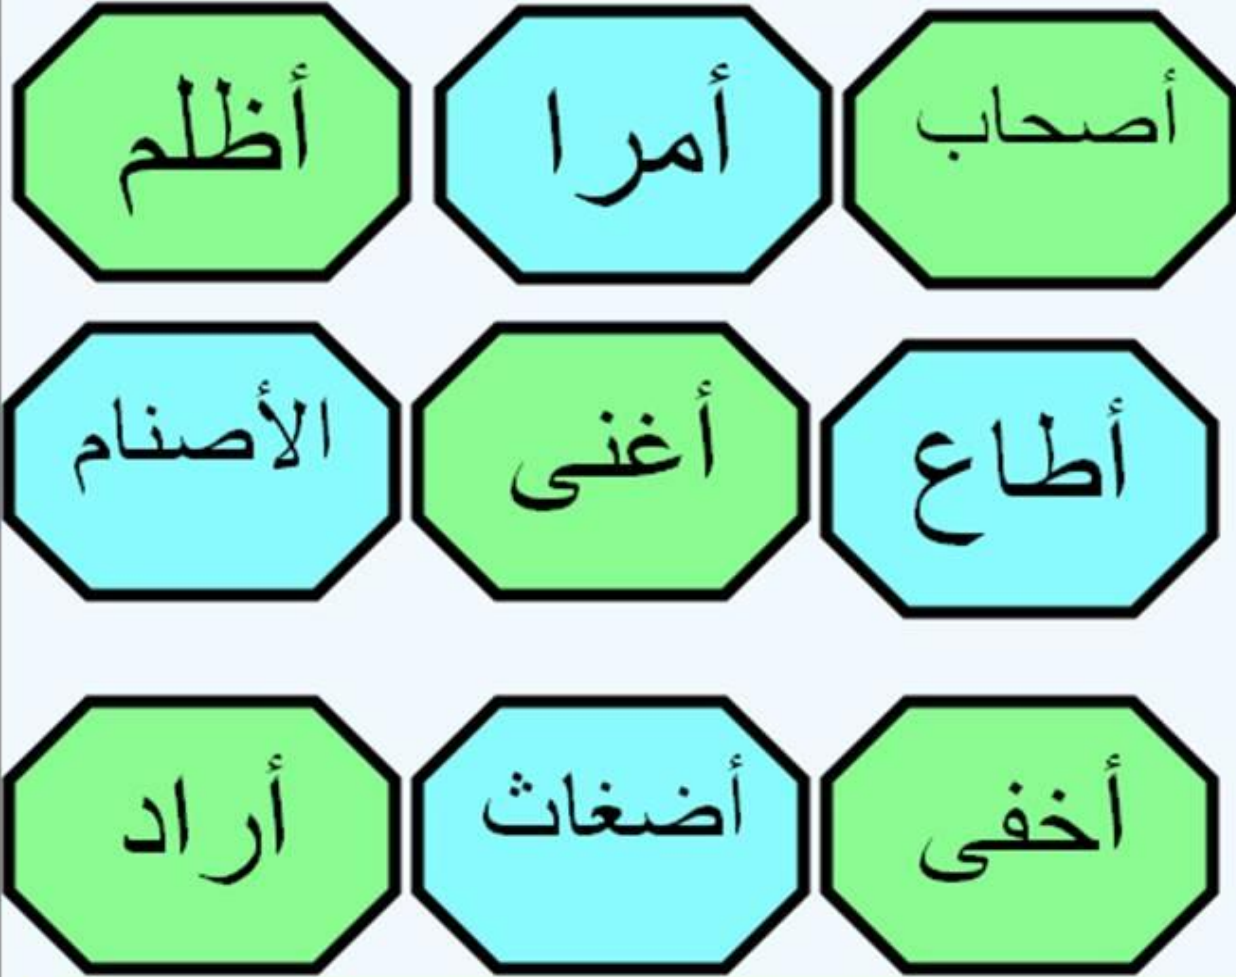 أصحاب
أمرا
أظلم
أطاع
أغنى
الأصنام
أخفى
أضغاث
أراد